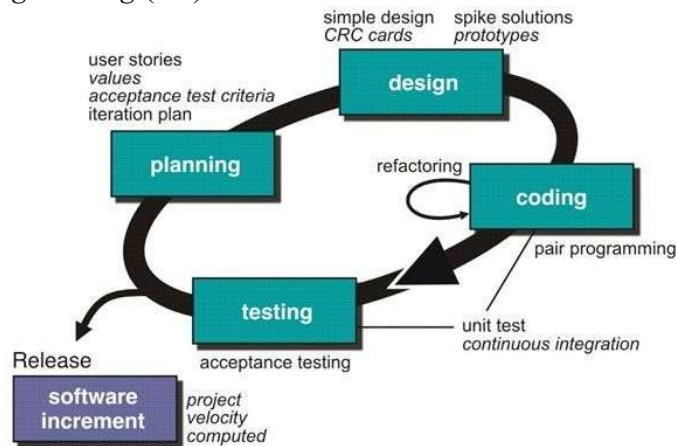 simple design
CRC cards
spike solutions
prototypes
user stories
values
acceptance test criteria
iteration plan
design
planning
refactoring
coding
pair programming
testing
unit test
continuous integration
acceptance testing
Release
software
increment
project
velocity
computed